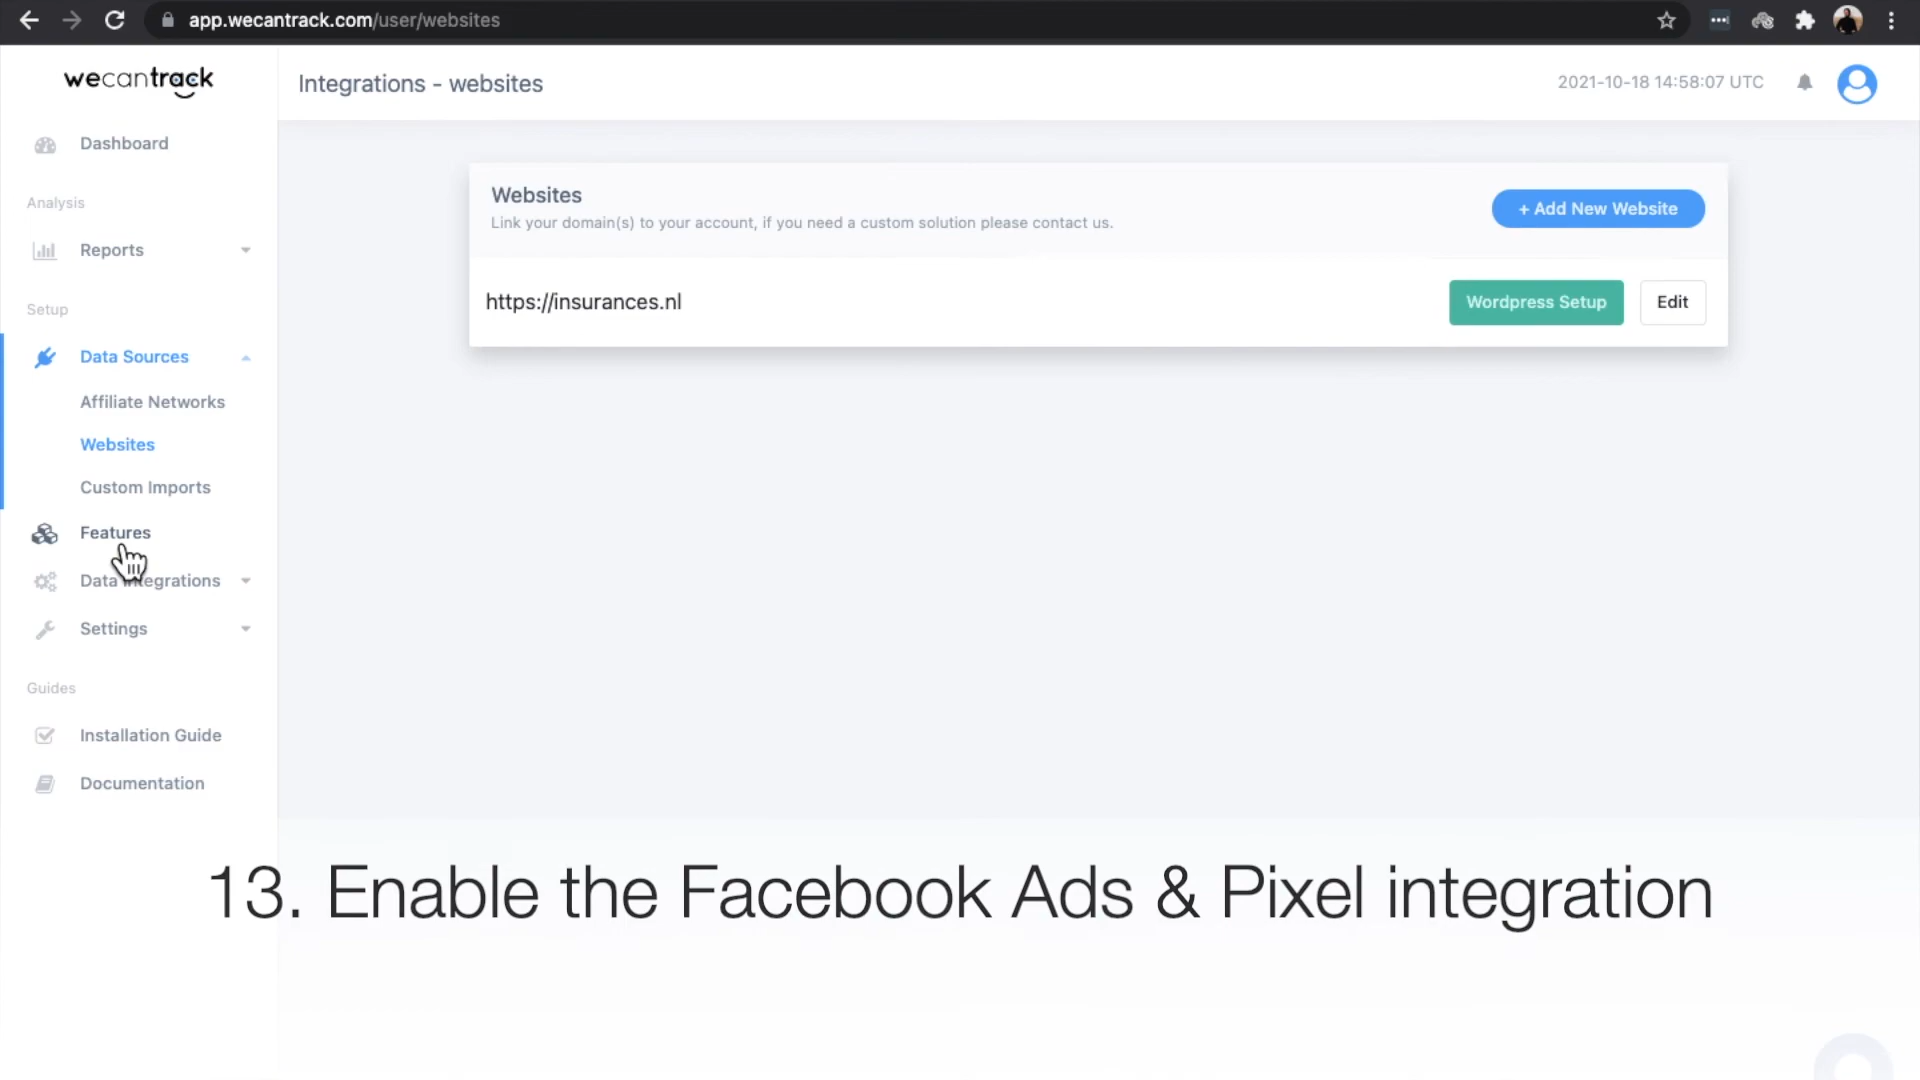 app.wecantrack.com/user/websites
wecantrack
Integrations - websites
2021-10-18 14:58:07 UTC
Dashboard
Analysis
Reports
Setup
Data Sources
Affiliate Networks
Websites
Custom Imports
Features
Data Integrations
Settings
Guides
Installation Guide
Documentation
Websites
Link your domain(s) to your account, if you need a custom solution please contact us.
+ Add New Website
https://insurances.nl
Wordpress Setup
Edit
13. Enable the Facebook Ads & Pixel integration